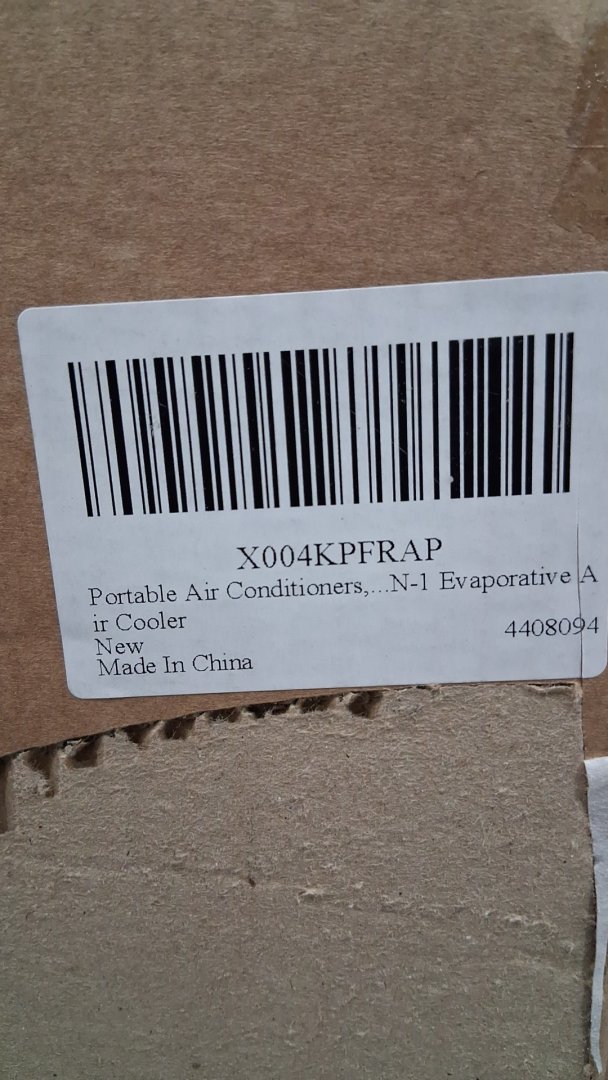 X004KPFRAP
Portable Air Conditioners,...N-1 Evaporative A
ir Cooler
New
4408094
Made In China